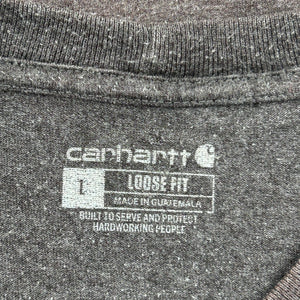 carhartt
L LOOSE FIT
MADE IN GUATEMALA
BUILT TO SERVE AND PROTECT
HARDWORKING PEOPLE